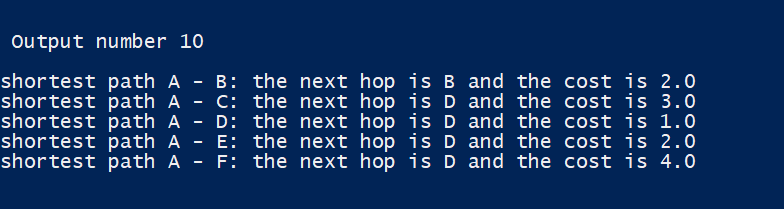 Output number 10
shortest path A - B: the next hop is B and the cost is 2.0
shortest path A - C: the next hop is D and the cost is 3.0
shortest path A - D: the next hop is D and the cost is 1.0
shortest path A - E: the next hop is D and the cost is 2.0
shortest path A - F: the next hop is D and the cost is 4.0